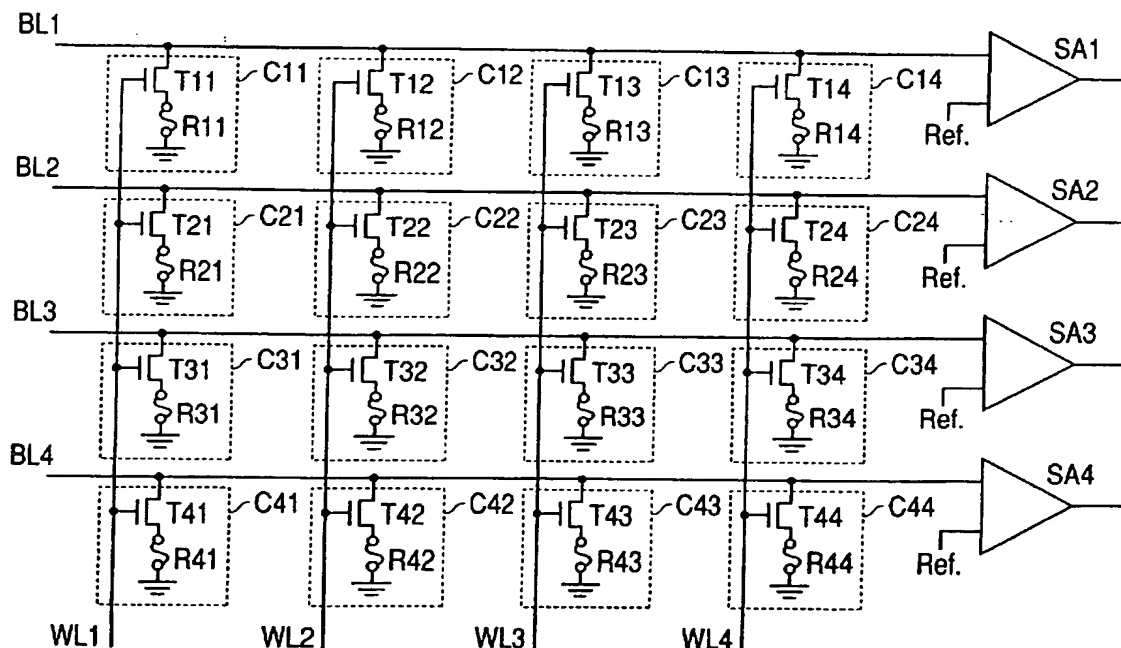 BL1
SA1
T11 C11 T12 C12 T13 C13 T14 C14
R11 R12 R13 R14
Ref.
BL2
SA2
T21 C21 T22 C22 T23 C23 T24 C24
R21 R22 R23 R24
Ref.
BL3
SA3
T31 C31 T32 C32 T33 C33 T34 C34
R31 R32 R33 R34
Ref.
BL4
SA4
T41 C41 T42 C42 T43 C43 T44 C44
R41 R42 R43 R44
Ref.
WL1 WL2 WL3 WL4